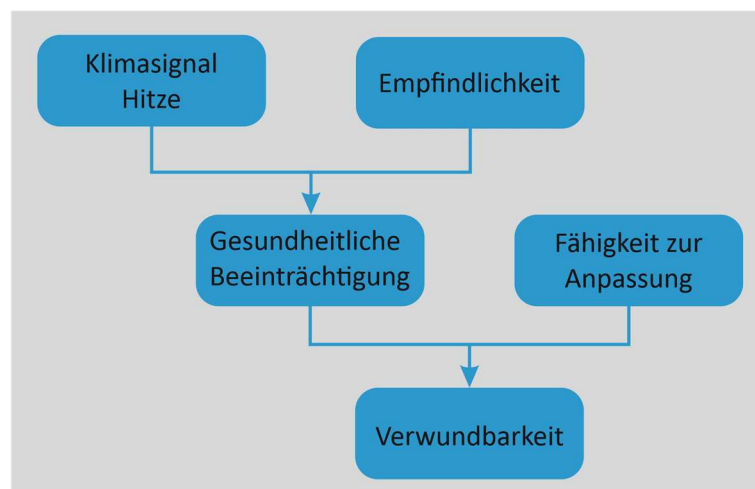 Klimasignal
Hitze
Empfindlichkeit
Gesundheitliche
Beeinträchtigung
Fähigkeit zur
Anpassung
Verwundbarkeit